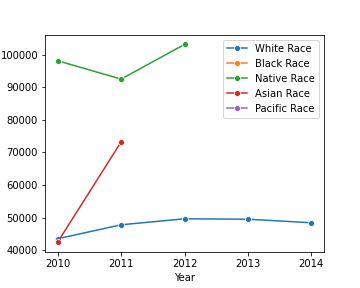 White Race
Black Race
Native Race
Asian Race
Pacific Race
100000
90000
80000
70000
60000
50000
40000
2010 2011 2012 2013 2014
Year